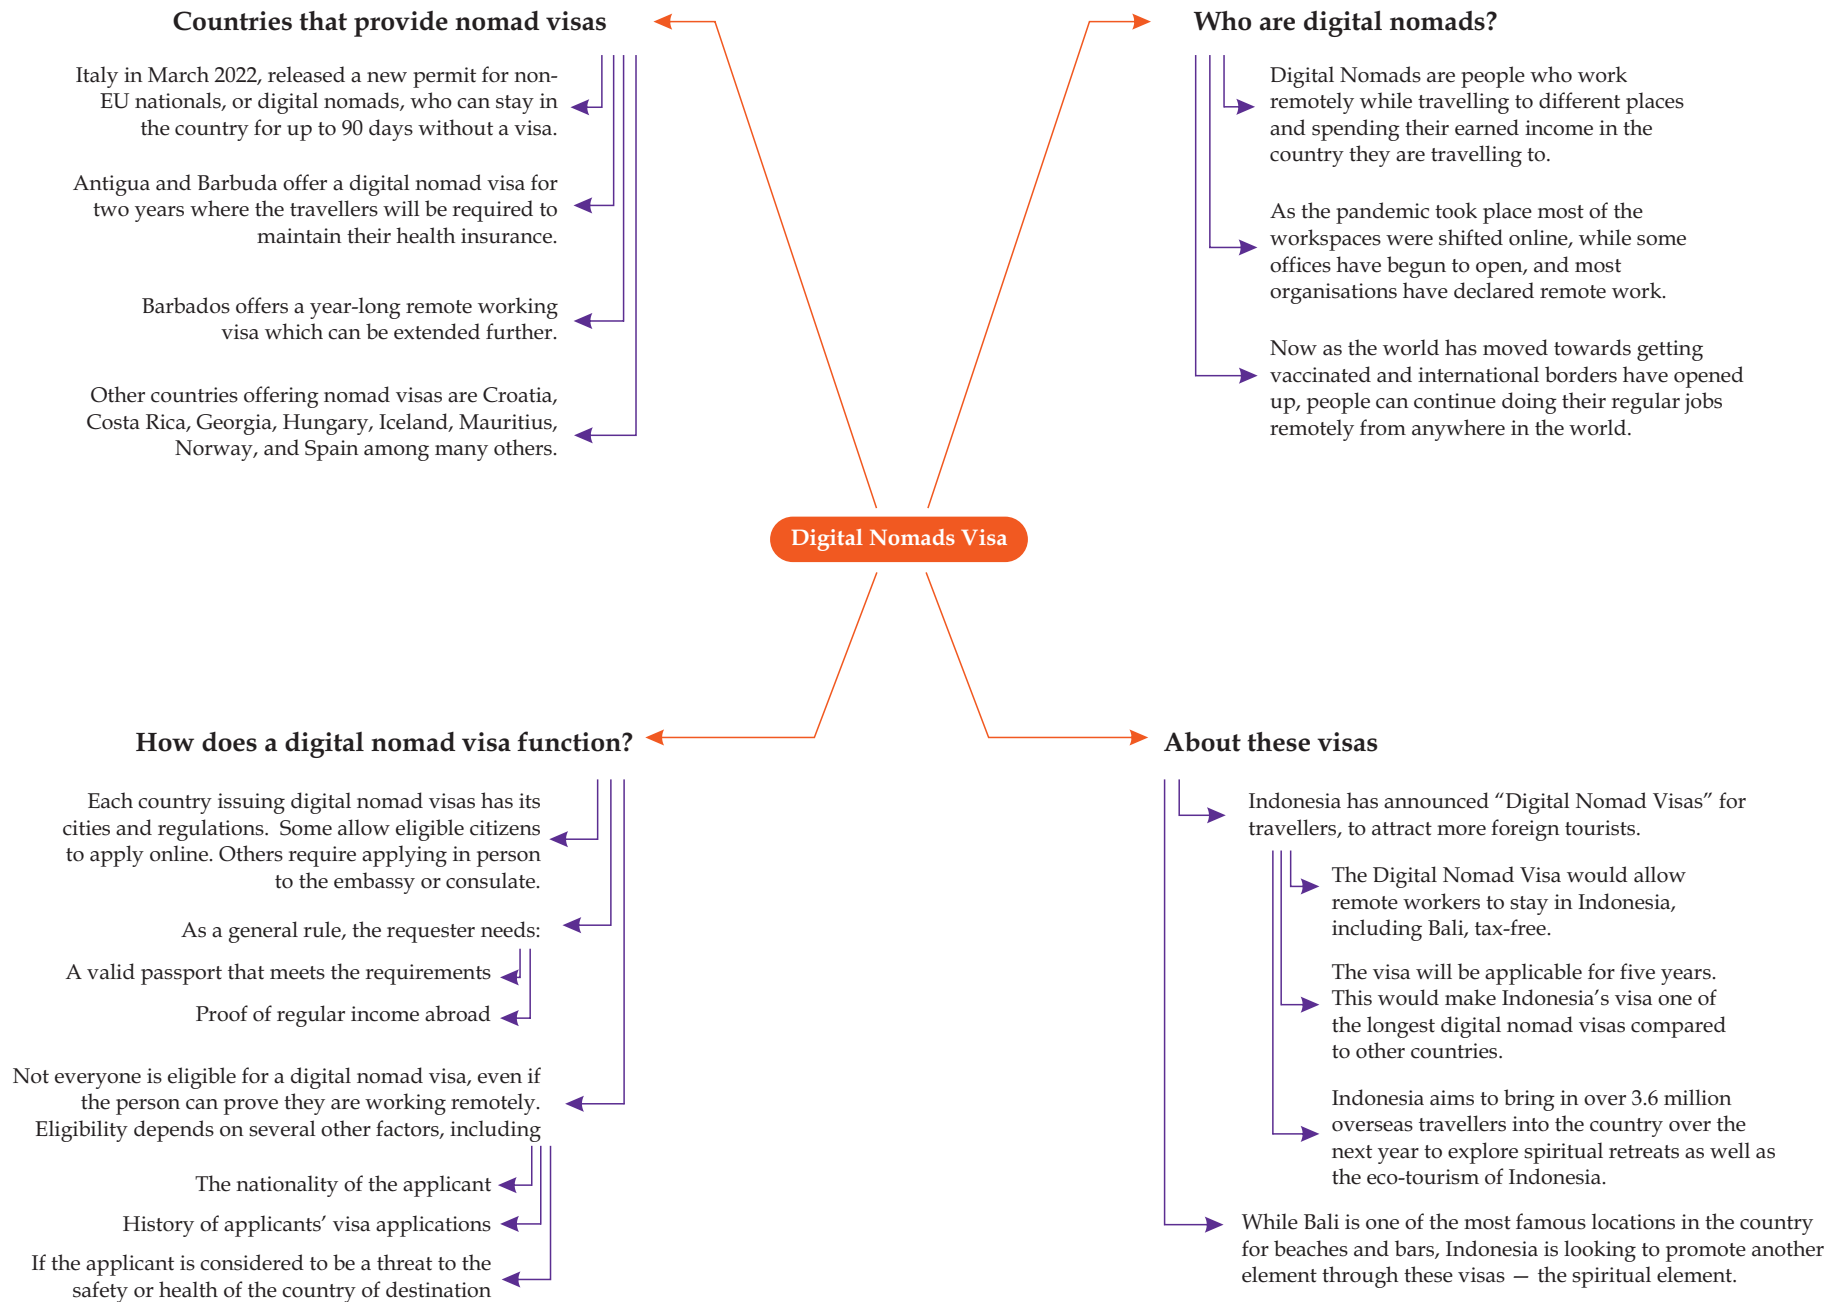 Countries that provide nomad visas
Italy in March 2022, released a new permit for non-
EU nationals, or digital nomads, who can stay in
the country for up to 90 days without a visa.
Antigua and Barbuda offer a digital nomad visa for
two years where the travellers will be required to
maintain their health insurance.
Barbados offers a year-long remote working
visa which can be extended further.
Other countries offering nomad visas are Croatia,
Costa Rica, Georgia, Hungary, Iceland, Mauritius,
Norway, and Spain among many others.
Who are digital nomads?
Digital Nomads are people who work
remotely while travelling to different places
and spending their earned income in the
country they are travelling to.
As the pandemic took place most of the
workspaces were shifted online, while some
offices have begun to open, and most
organisations have declared remote work.
Now as the world has moved towards getting
vaccinated and international borders have opened
up, people can continue doing their regular jobs
remotely from anywhere in the world.
Digital Nomads Visa
How does a digital nomad visa function?
Each country issuing digital nomad visas has its
cities and regulations.  Some allow eligible citizens
to apply online. Others require applying in person
to the embassy or consulate.
As a general rule, the requester needs:
A valid passport that meets the requirements
Proof of regular income abroad
Not everyone is eligible for a digital nomad visa, even if
the person can prove they are working remotely.
Eligibility depends on several other factors, including
The nationality of the applicant
History of applicants’ visa applications
If the applicant is considered to be a threat to the
safety or health of the country of destination
About these visas
Indonesia has announced “Digital Nomad Visas” for
travellers, to attract more foreign tourists.
The Digital Nomad Visa would allow
remote workers to stay in Indonesia,
including Bali, tax-free.
The visa will be applicable for five years.
This would make Indonesia’s visa one of
the longest digital nomad visas compared
to other countries.
Indonesia aims to bring in over 3.6 million
overseas travellers into the country over the
next year to explore spiritual retreats as well as
the eco-tourism of Indonesia.
While Bali is one of the most famous locations in the country
for beaches and bars, Indonesia is looking to promote another
element through these visas — the spiritual element.